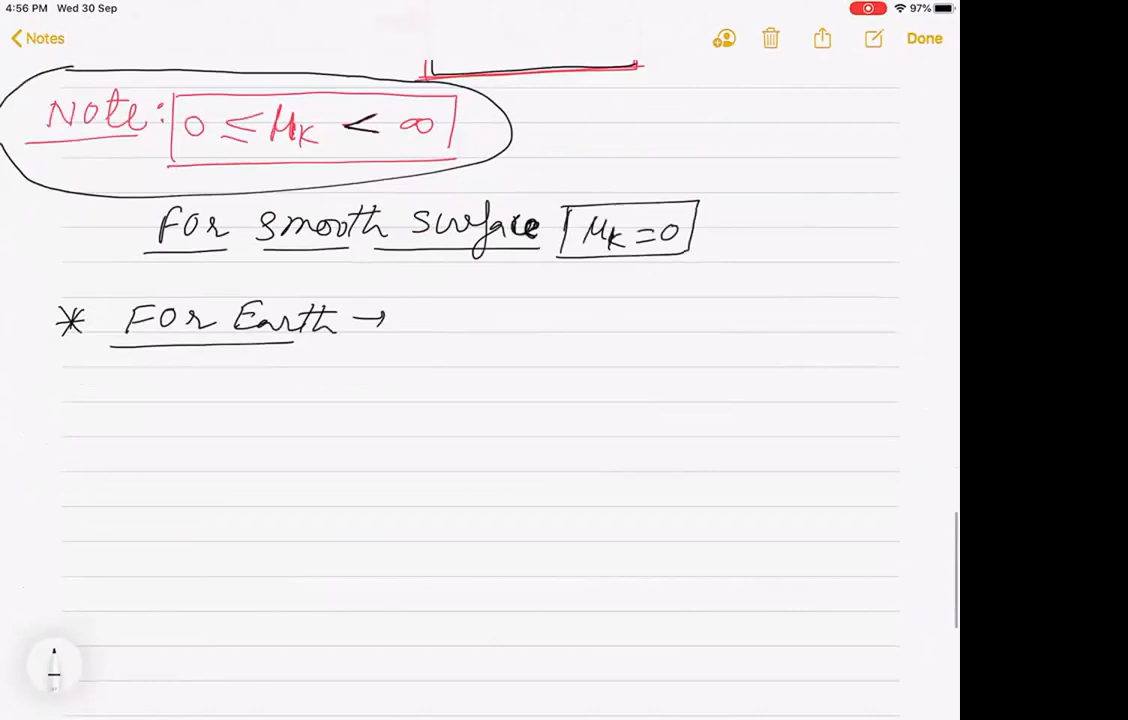 4:56 PM Wed 30 Sep
97%
Notes
Done
Note: 0 ≤ μK < ∞
For smooth surface μK = 0
* For Earth →